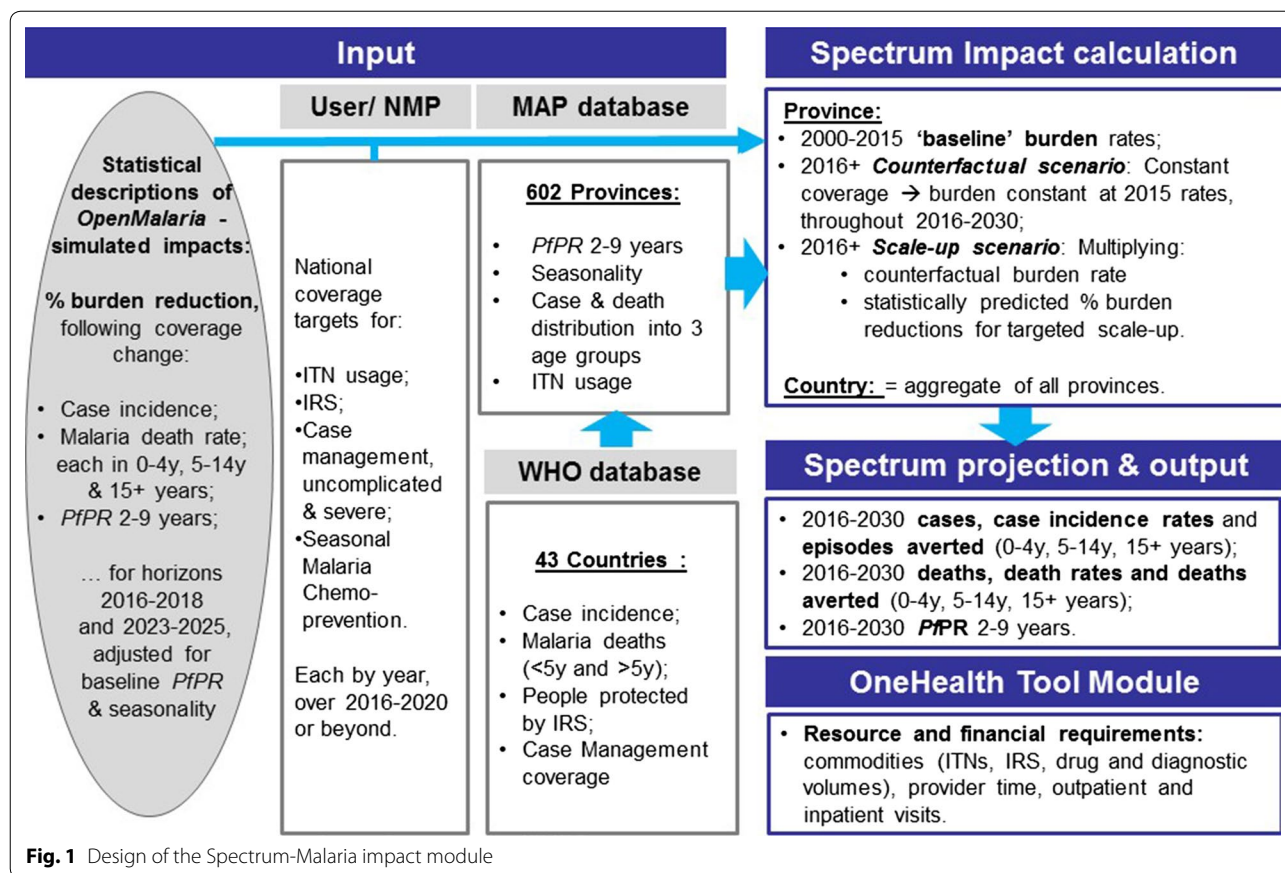 Input
Statistical
descriptions of
OpenMalaria -
simulated impacts:
% burden reduction,
following coverage
change:
• Case incidence;
• Malaria death rate;
each in 0-4y, 5-14y
& 15+ years;
• PfPR 2-9 years;
… for horizons
2016-2018
and 2023-2025,
adjusted for
baseline PfPR
& seasonality
User/ NMP
National
coverage
targets for:
•ITN usage;
•IRS;
•Case
management,
uncomplicated
& severe;
•Seasonal
Malaria
Chemo-
prevention.
Each by year,
over 2016-2020
or beyond.
MAP database
602 Provinces:
• PfPR 2-9 years
• Seasonality
• Case & death
distribution into 3
age groups
• ITN usage
WHO database
43 Countries :
• Case incidence;
• Malaria deaths
(<5y and >5y);
• People protected
by IRS;
• Case Management
coverage
Spectrum Impact calculation
Province:
• 2000-2015 ‘baseline’ burden rates;
• 2016+ Counterfactual scenario: Constant
coverage → burden constant at 2015 rates,
throughout 2016-2030;
• 2016+ Scale-up scenario: Multiplying:
• counterfactual burden rate
• statistically predicted % burden
reductions for targeted scale-up.
Country: = aggregate of all provinces.
Spectrum projection & output
• 2016-2030 cases, case incidence rates and
episodes averted (0-4y, 5-14y, 15+ years);
• 2016-2030 deaths, death rates and deaths
averted (0-4y, 5-14y, 15+ years);
• 2016-2030 PfPR 2-9 years.
OneHealth Tool Module
• Resource and financial requirements:
commodities (ITNs, IRS, drug and diagnostic
volumes), provider time, outpatient and
inpatient visits.
Fig. 1 Design of the Spectrum-Malaria impact module